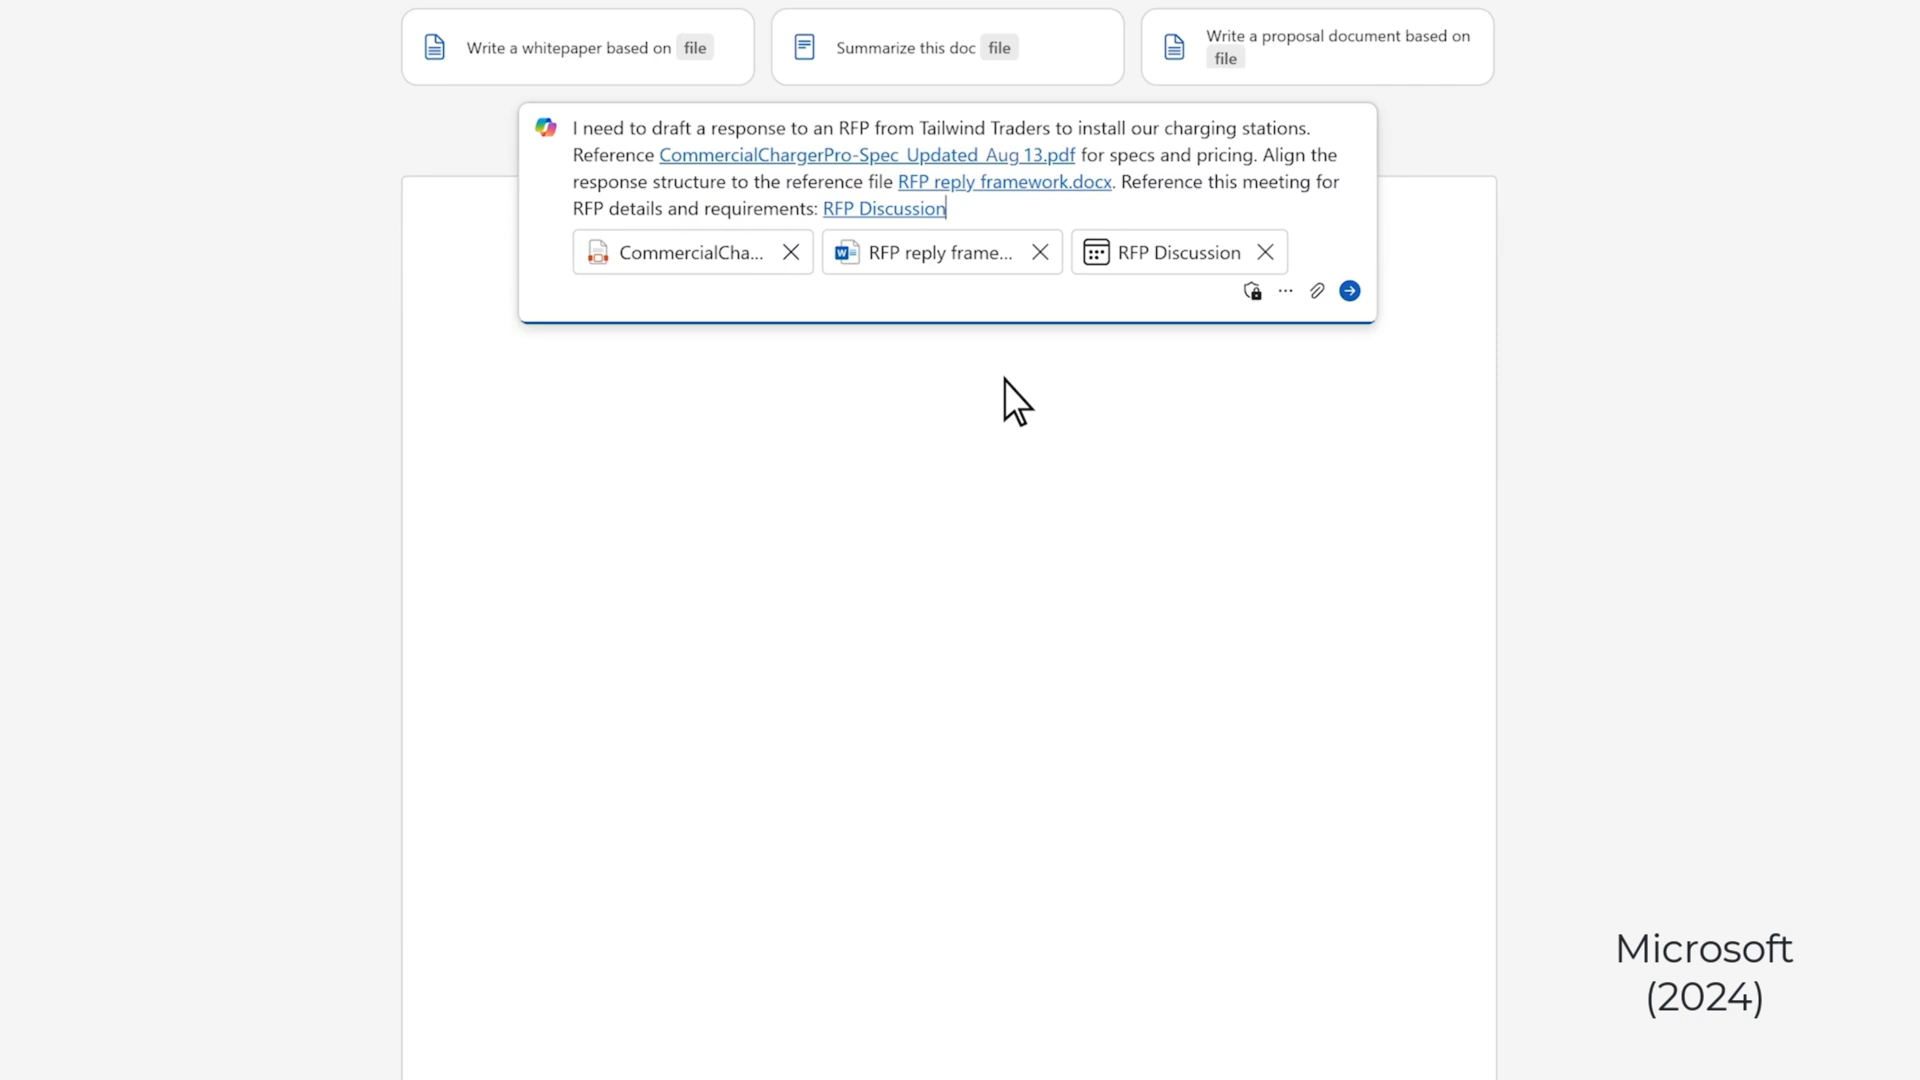 Write a whitepaper based on file
Summarize this doc file
Write a proposal document based on
file
I need to draft a response to an RFP from Tailwind Traders to install our charging stations.
Reference CommercialChargerPro-Spec_Updated_Aug 13.pdf for specs and pricing. Align the
response structure to the reference file RFP reply framework.docx. Reference this meeting for
RFP details and requirements: RFP Discussion
CommercialCha...
RFP reply frame...
RFP Discussion
Microsoft
(2024)